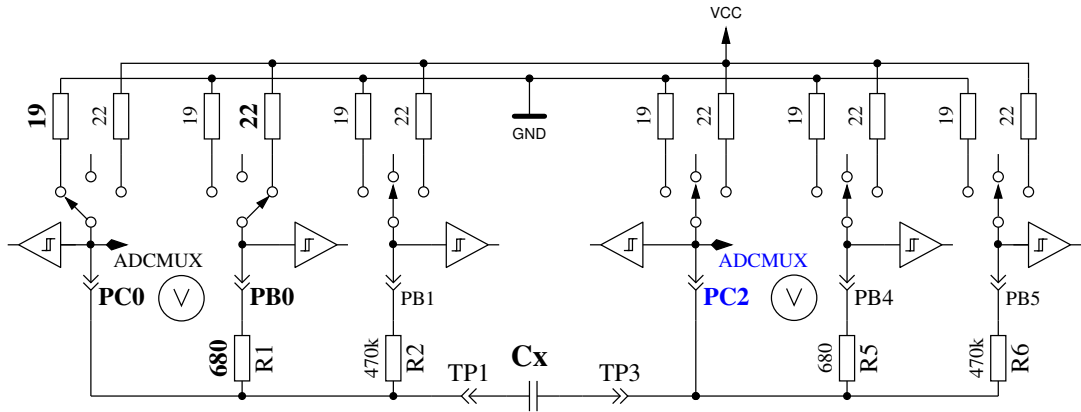 VCC
19 22 19 22 19 22 GND 19 22 19 22 19 22
ADCMUX ADCMUX
PC0 V PB0 PB1 PC2 V PB4 PB5
680 R1 470k R2 680 R5 470k R6
TP1 Cx TP3